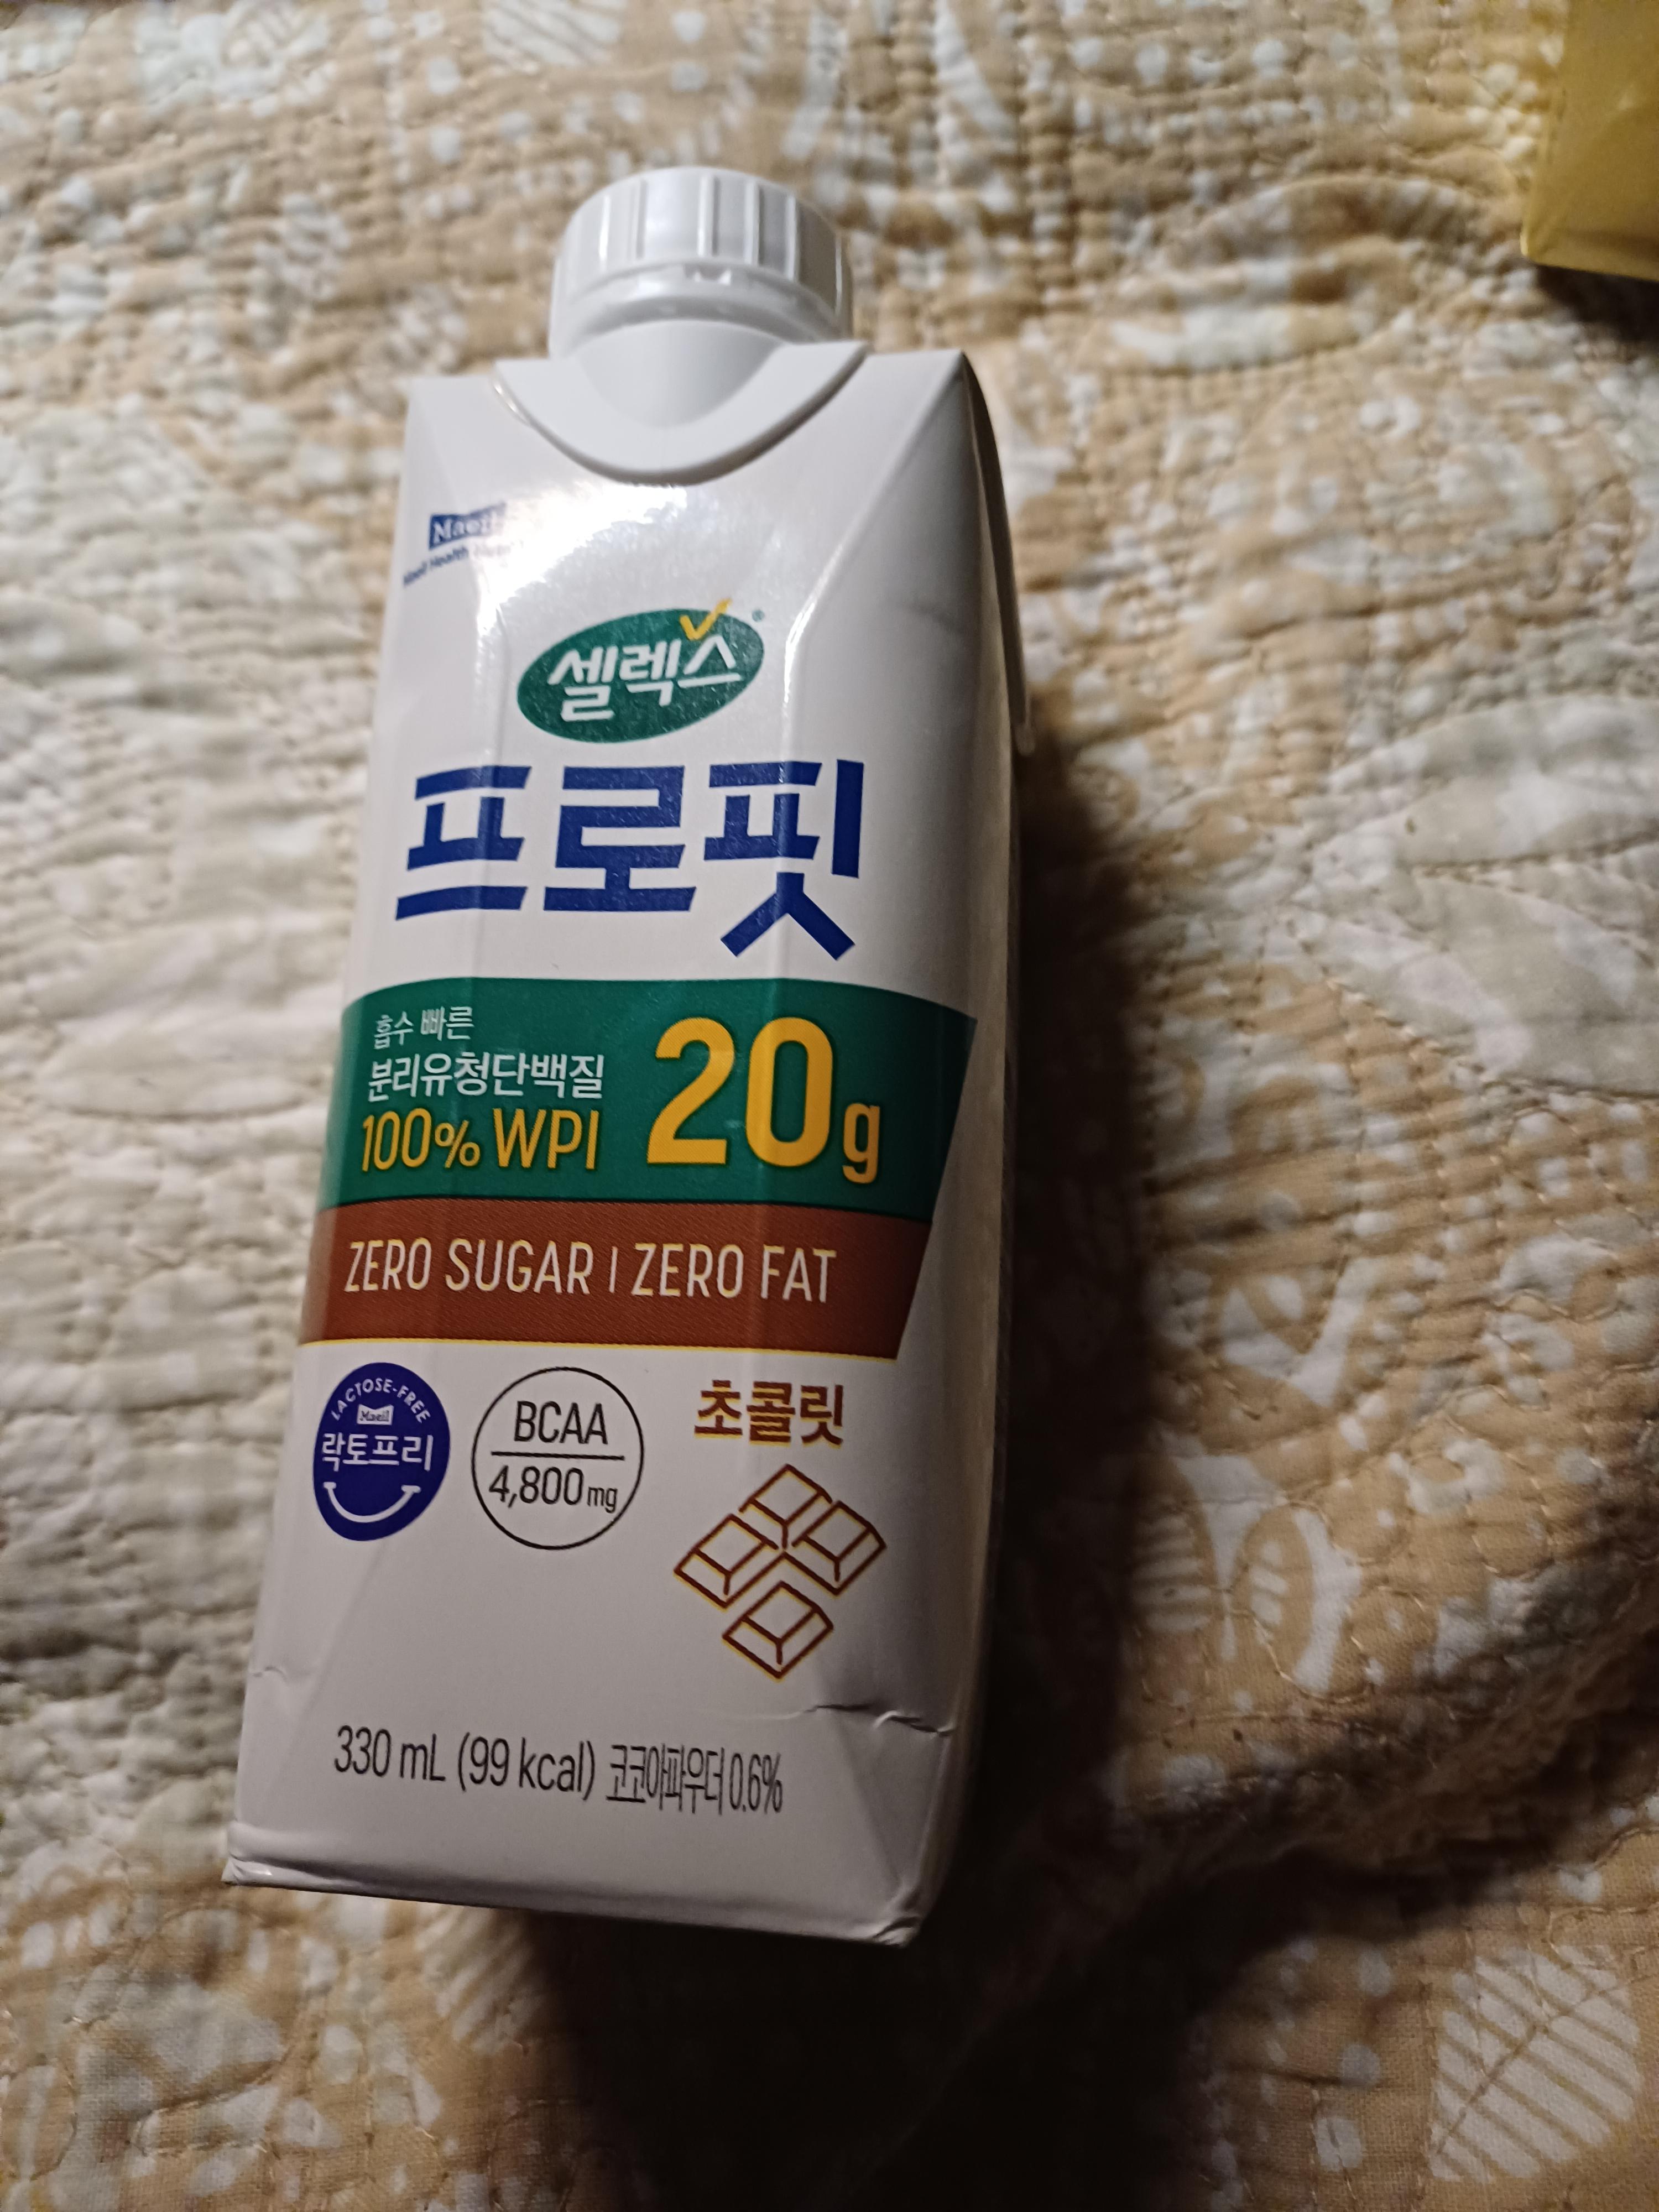 Maeil
Maeil Health
셀렉스
프로핏
흡수 빠른
분리유청단백질
100% WPI
20g
ZERO SUGAR | ZERO FAT
LACTOSE-FREE
Maeil
락토프리
BCAA
4,800mg
초콜릿
330 mL (99 kcal) 코코아파우더 0.6%